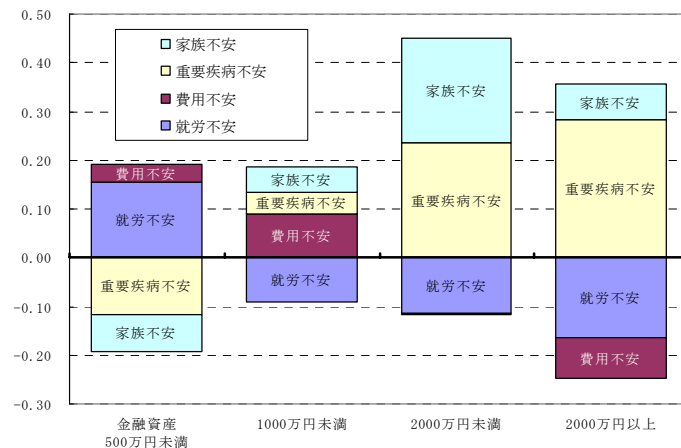 0.50
0.40
0.30
0.20
0.10
0.00
-0.10
-0.20
-0.30
家族不安
重要疾病不安
費用不安
就労不安
費用不安
就労不安
重要疾病不安
家族不安
家族不安
重要疾病不安
費用不安
就労不安
家族不安
重要疾病不安
就労不安
家族不安
重要疾病不安
就労不安
費用不安
金融資産
500万円未満
1000万円未満
2000万円未満
2000万円以上